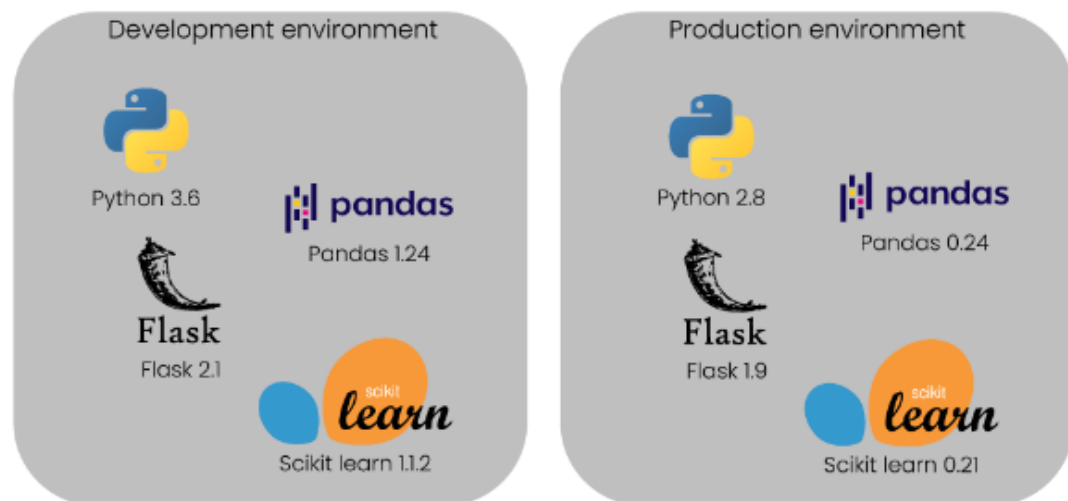 Development environment
Python 3.6
pandas
Pandas 1.24
Flask
Flask 2.1
scikit
learn
Scikit learn 1.1.2
Production environment
Python 2.8
pandas
Pandas 0.24
Flask
Flask 1.9
scikit
learn
Scikit learn 0.21